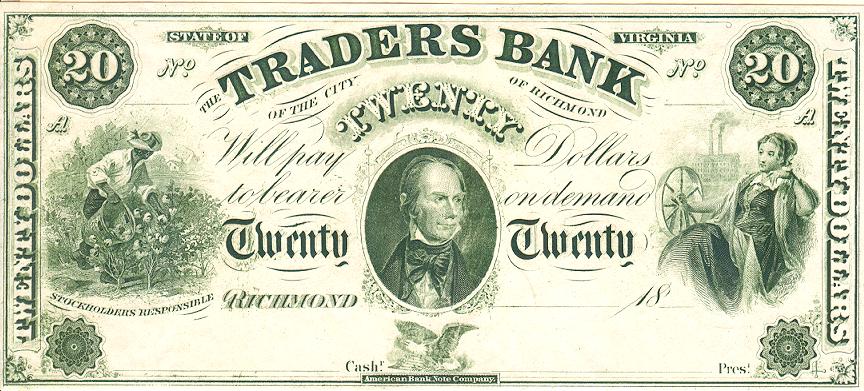 STATE OF VIRGINIA
20 No THE TRADERS BANK No 20
OF THE CITY OF RICHMOND
A TWENTY A
Will pay Dollars
to bearer on demand
Twenty Twenty
STOCKHOLDERS RESPONSIBLE
RICHMOND 18
Cashr. Prest.
American Bank Note Company.
TWENTY DOLLARS
TWENTY DOLLARS